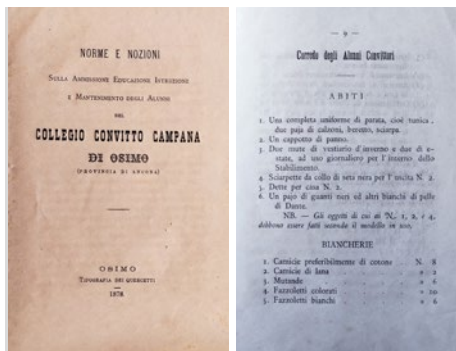 NORME E NOZIONI
SULLA AMMISSIONE EDUCAZIONE ISTRUZIONE
E MANTENIMENTO DEGLI ALUNNI
DEL
COLLEGIO CONVITTO CAMPANA
DI OSIMO
(PROVINCIA DI ANCONA)
OSIMO
TIPOGRAFIA DEI QUERCETTI
1878
— 9 —
Corredo degli Alunni Convittori
ABITI
1. Una completa uniforme di parata, cioè tunica,
due paja di calzoni, berreno, sciarpa.
2. Un cappotto di panno.
3. Due mute di vestiario d'inverno e due di e-
state, ad uso giornaliero per l'interno dello
Stabilimento.
4. Sciarpette da collo di seta nera per l'uscita N. 2.
5. Dette per casa N. 2.
6. Un pajo di guanti neri ed altri bianchi di pelle
di Dante.
NB. — Gli oggetti di cui ai N.i 1, 2, e 4,
debbono essere fatti secondo il modello in uso,
BIANCHERIE
1. Camicie preferibilmente di cotone . . N. 8
2. Camicie di lana . . . . » 2
3. Mutande . . . . » 6
4. Fazzoletti colorati . . . . » 10
5. Fazzoletti bianchi . . . . » 6